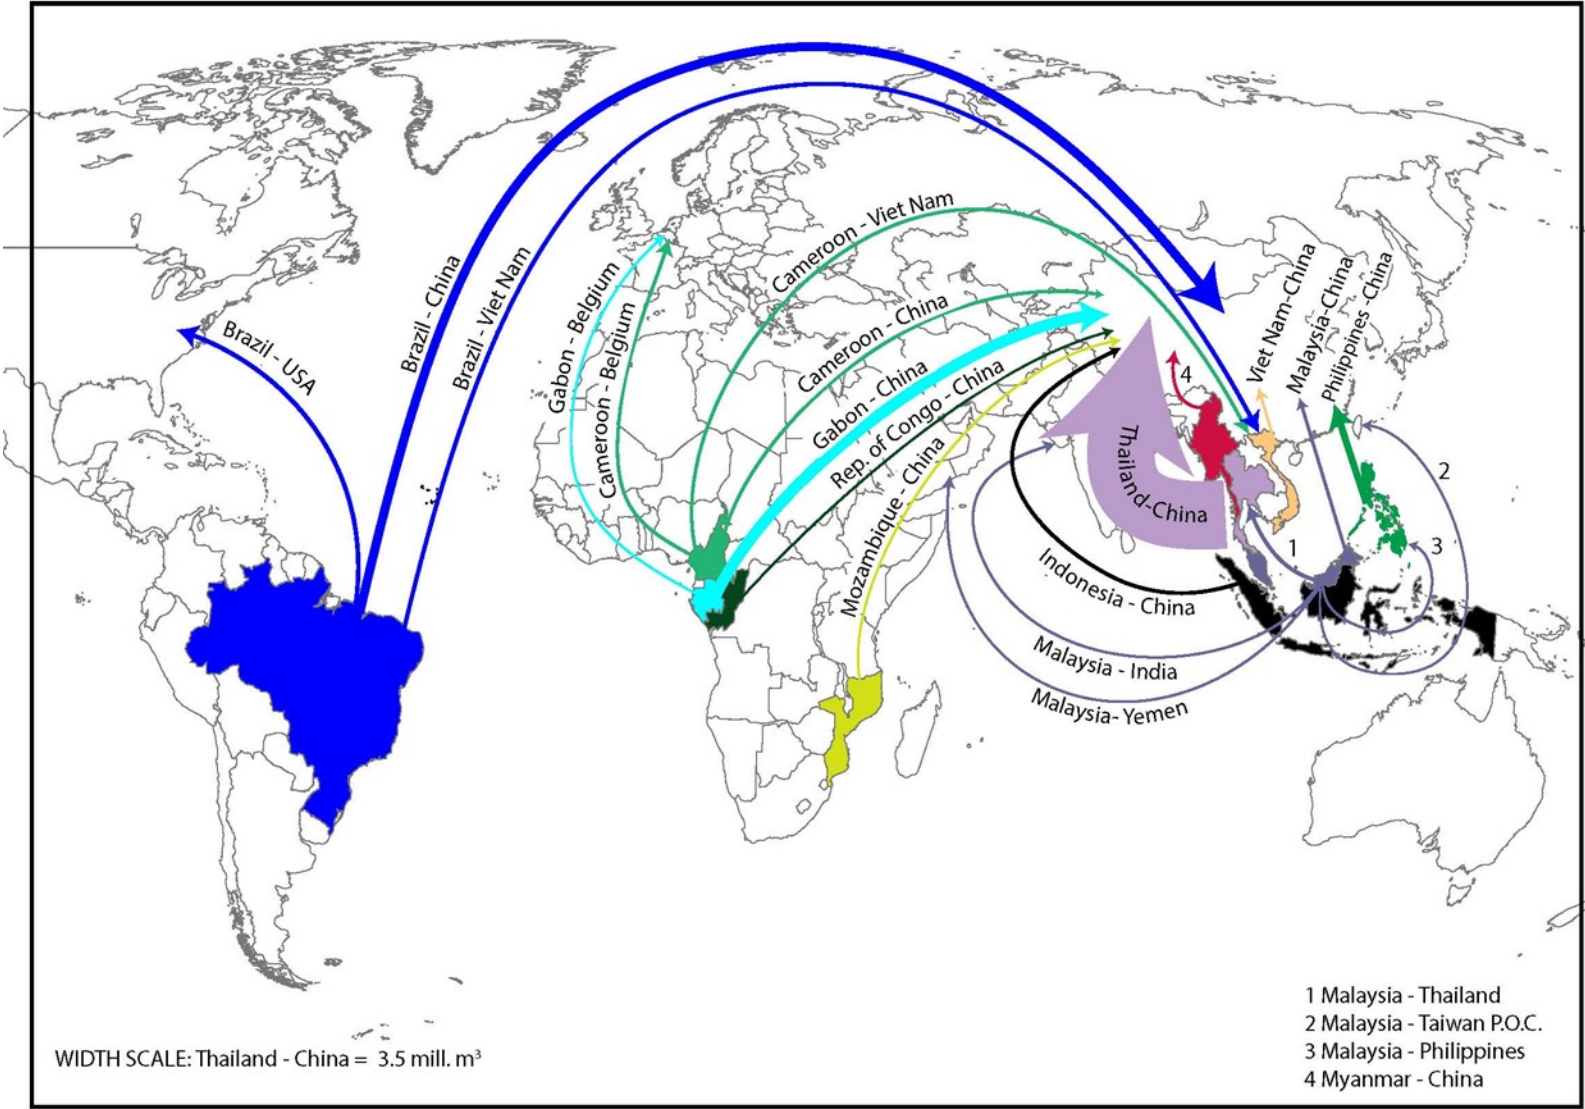 Brazil - USA
Brazil - China
Brazil - Viet Nam
Gabon - Belgium
Cameroon - Belgium
Cameroon - Viet Nam
Cameroon - China
Gabon - China
Rep. of Congo - China
Mozambique - China
Thailand-China
4
Viet Nam-China
Malaysia-China
Philippines -China
2
3
1
Indonesia - China
Malaysia - India
Malaysia- Yemen
1 Malaysia - Thailand
2 Malaysia - Taiwan P.O.C.
3 Malaysia - Philippines
4 Myanmar - China
WIDTH SCALE: Thailand - China = 3.5 mill. m³